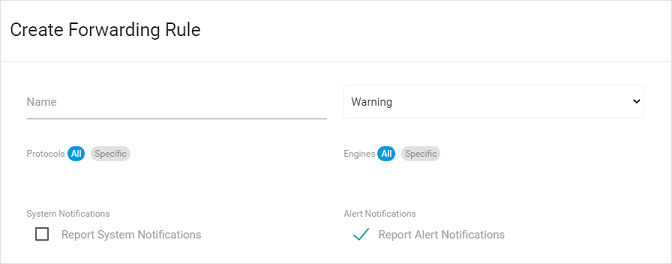 Create Forwarding Rule
Name
Warning
Protocols All Specific
Engines All Specific
System Notifications
Alert Notifications
Report System Notifications
Report Alert Notifications